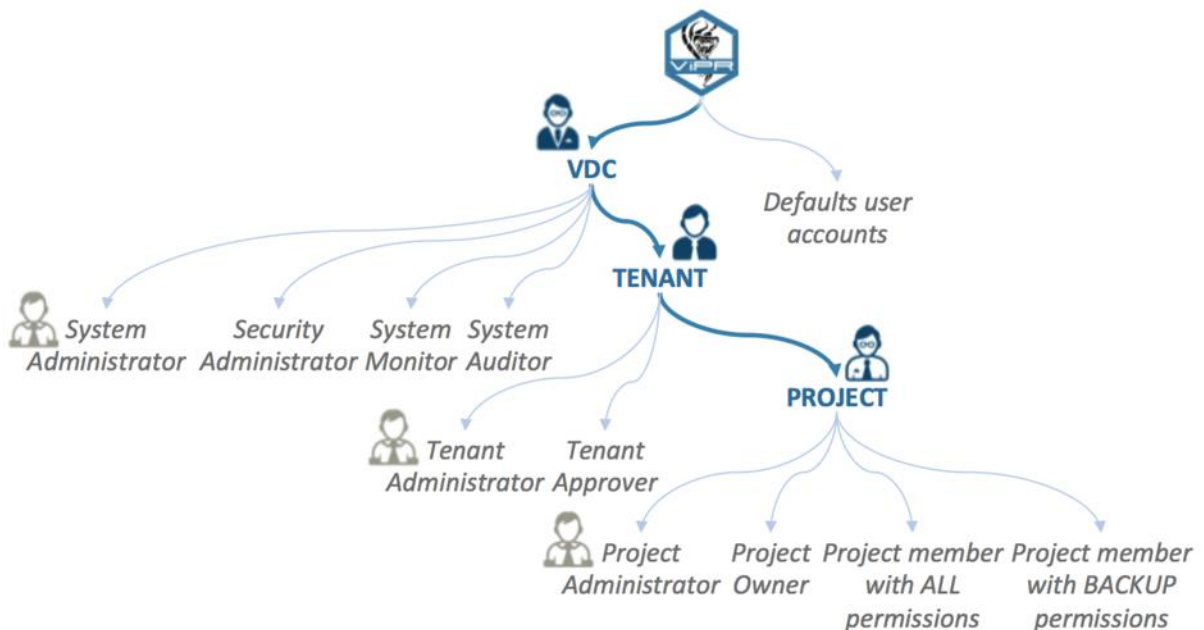 ViPR
VDC
Defaults user
accounts
TENANT
System
Administrator
Security
Administrator
System
Monitor
System
Auditor
PROJECT
Tenant
Administrator
Tenant
Approver
Project
Administrator
Project
Owner
Project member
with ALL
permissions
Project member
with BACKUP
permissions